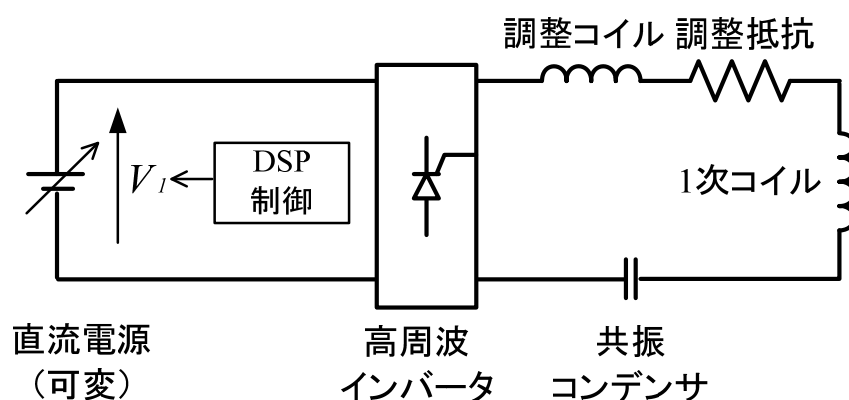 調整コイル 調整抵抗
DSP
制御
V1
1次コイル
直流電源
（可変）
高周波
インバータ
共振
コンデンサ